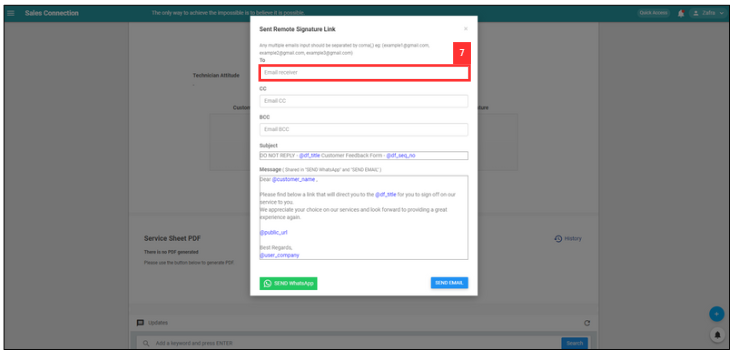 Sales Connection
The only way to achieve the impossible is to believe it is possible.
Quick Access
Zafiq
Sent Remote Signature Link
×
Any multiple emails input should be separated by coma(,) eg: (example1@gmail.com,
example2@gmail.com, example3@gmail.com)
7
To
Email receiver
Technician Attitude
CC
Email CC
Custom
ature
BCC
Email BCC
Subject
DO NOT REPLY - @df_title Customer Feedback Form - @df_seq_no
Message ( Shared in "SEND WhatsApp" and "SEND EMAIL" )
Dear @customer_name ,
Please find below a link that will direct you to the @df_title for you to sign off on our
service to you.
We appreciate your choice on our services and look forward to providing a great
experience again.
@public_url
Best Regards,
@user_company
Service Sheet PDF
History
There is no PDF generated
Please use the button below to generate PDF
SEND WhatsApp
SEND EMAIL
Updates
Add a keyword and press ENTER
Search